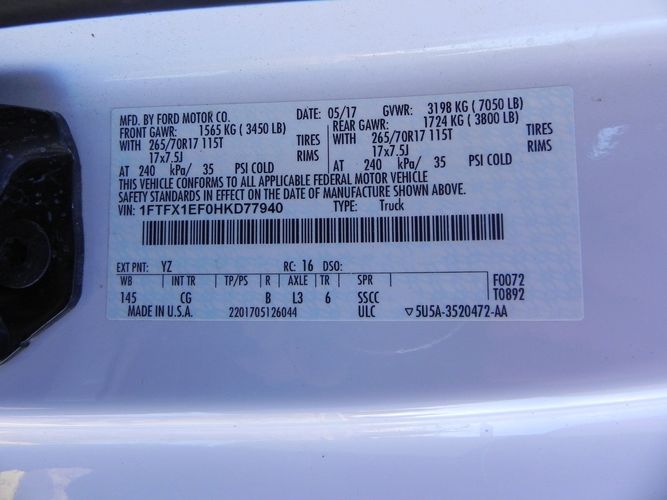 MFD. BY FORD MOTOR CO. DATE: 05/17 GVWR: 3198 KG ( 7050 LB)
FRONT GAWR: 1565 KG ( 3450 LB) REAR GAWR: 1724 KG ( 3800 LB)
WITH 265/70R17 115T TIRES WITH 265/70R17 115T TIRES
17x7.5J RIMS 17x7.5J RIMS
AT 240 kPa/ 35 PSI COLD AT 240 kPa/ 35 PSI COLD
THIS VEHICLE CONFORMS TO ALL APPLICABLE FEDERAL MOTOR VEHICLE
SAFETY STANDARDS IN EFFECT ON THE DATE OF MANUFACTURE SHOWN ABOVE.
VIN: 1FTFX1EF0HKD77940 TYPE: Truck
EXT PNT: YZ RC: 16 DSO:
WB INT TR TP/PS R AXLE TR SPR F0072
145 CG B L3 6 SSCC T0892
MADE IN U.S.A. 2201705126044 ULC ▽5U5A-3520472-AA